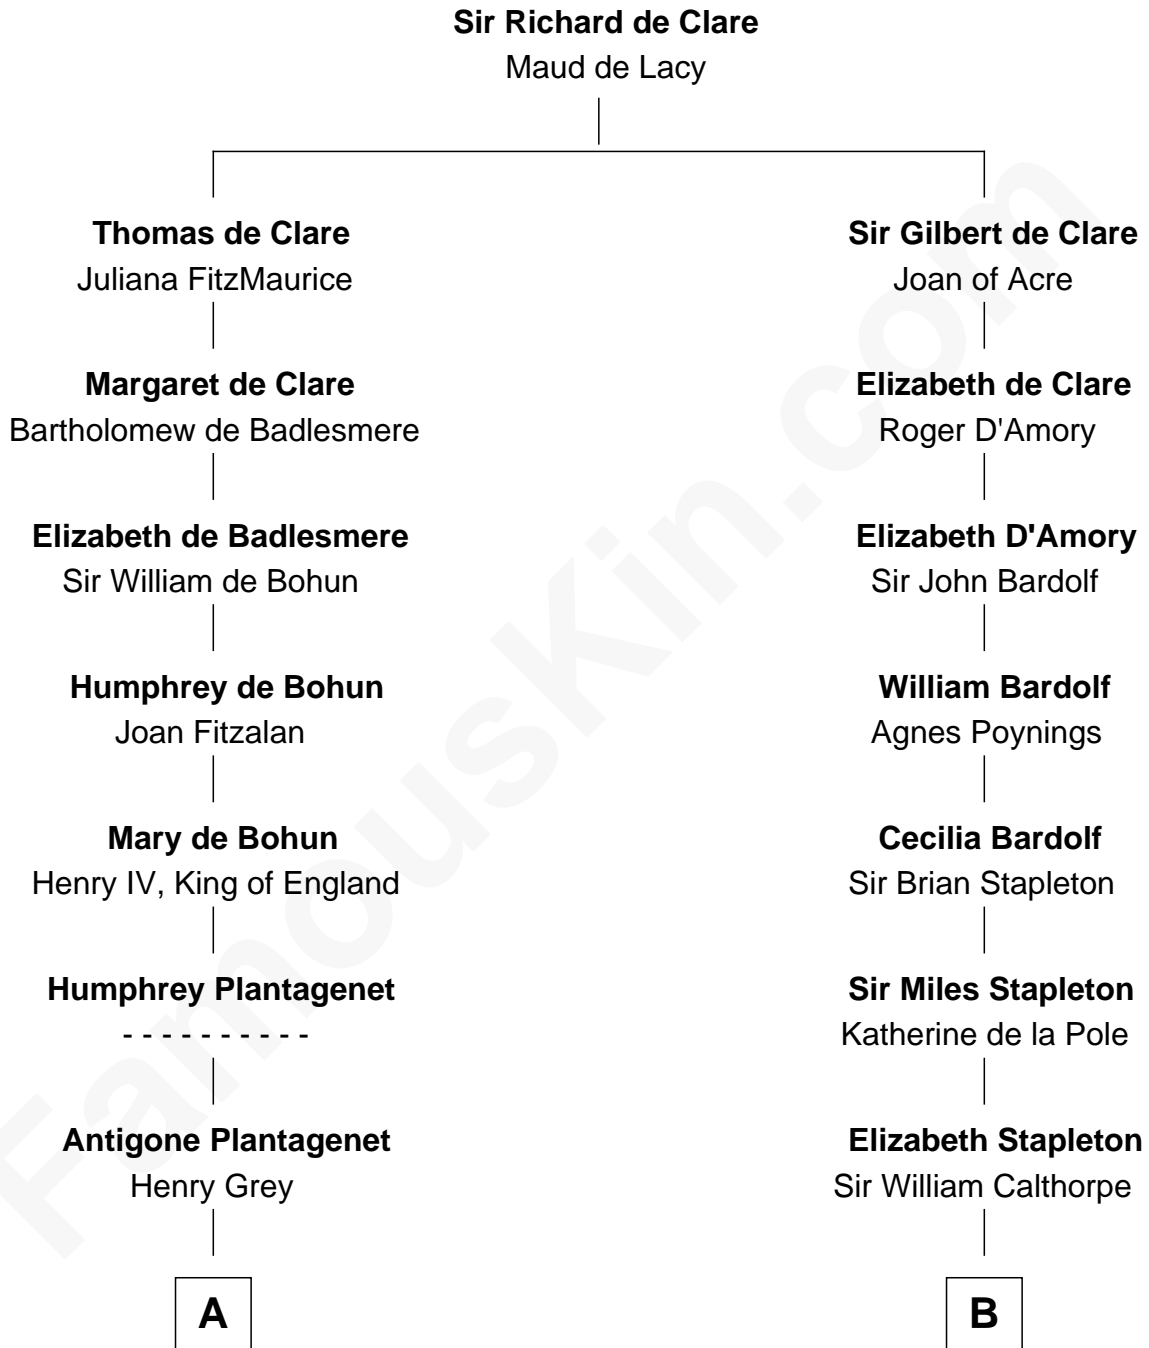 Sir Richard de Clare
Maud de Lacy
Thomas de Clare
Juliana FitzMaurice
Sir Gilbert de Clare
Joan of Acre
Margaret de Clare
Bartholomew de Badlesmere
Elizabeth de Clare
Roger D'Amory
Elizabeth de Badlesmere
Sir William de Bohun
Elizabeth D'Amory
Sir John Bardolf
Humphrey de Bohun
Joan Fitzalan
William Bardolf
Agnes Poynings
Mary de Bohun
Henry IV, King of England
Cecilia Bardolf
Sir Brian Stapleton
Humphrey Plantagenet
- - - - - - - - - -
Sir Miles Stapleton
Katherine de la Pole
Antigone Plantagenet
Henry Grey
Elizabeth Stapleton
Sir William Calthorpe
A
B
FamousKin.com